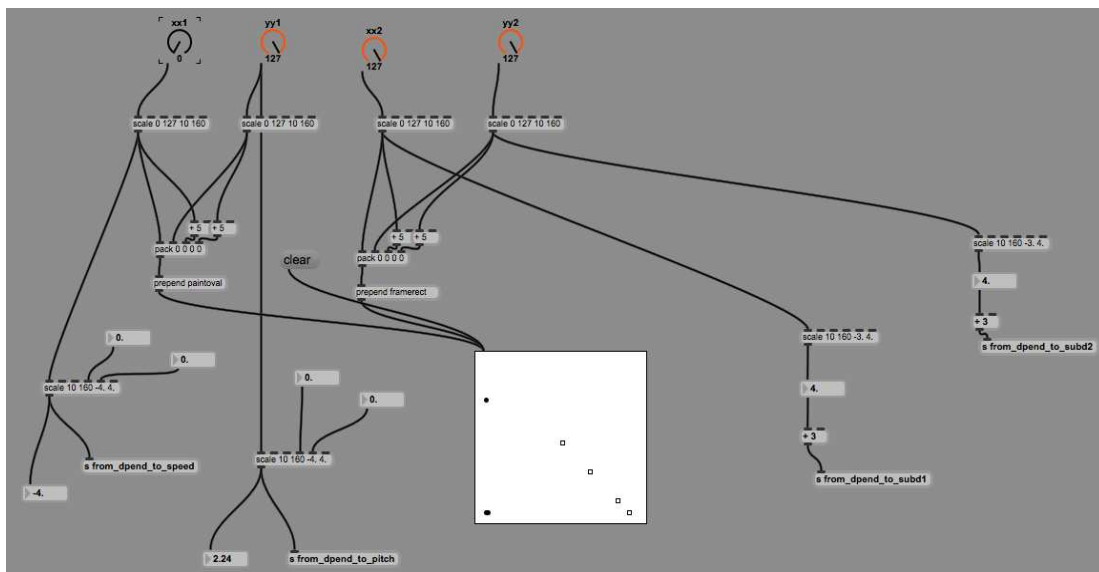 xx1
0
yy1
127
xx2
127
yy2
127
scale 0 127 10 160
scale 0 127 10 160
scale 0 127 10 160
scale 0 127 10 160
+ 5
+ 5
+ 5
+ 5
pack 0 0 0 0
pack 0 0 0 0
clear
prepend paintoval
prepend framerect
scale 10 160 -3. 4.
4.
+ 3
s from_dpend_to_subd2
scale 10 160 -3. 4.
4.
+ 3
s from_dpend_to_subd1
0.
0.
scale 10 160 -4. 4.
s from_dpend_to_speed
-4.
0.
0.
scale 10 160 -4. 4.
2.24
s from_dpend_to_pitch